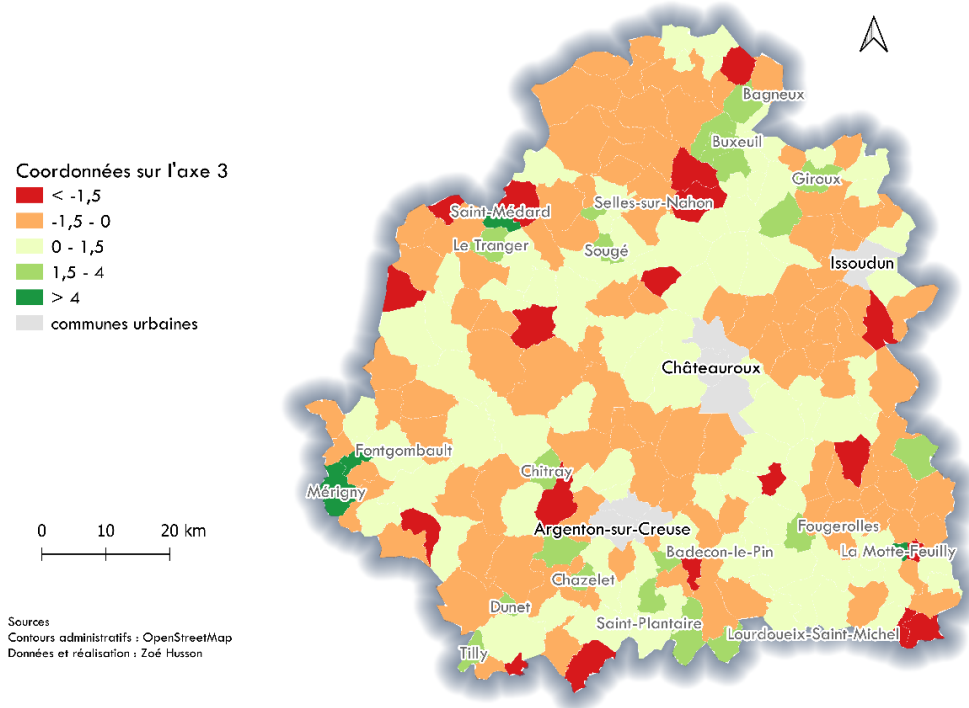 Bagneux
Buxeuil
Coordonnées sur l'axe 3
< -1,5
Giroux
-1,5 - 0
Selles-sur-Nahon
Saint-Médard
0 - 1,5
Le Tranger
Sougé
1,5 - 4
Issoudun
> 4
communes urbaines
Châteauroux
Fontgombault
Chitray
Mérigny
0 10 20 km
Argenton-sur-Creuse
Fougerolles
Badecon-le-Pin
La Motte-Feuilly
Chazelet
Dunet
Saint-Plantaire
Lourdoueix-Saint-Michel
Sources
Contours administratifs : OpenStreetMap
Données et réalisation : Zoé Husson
Tilly